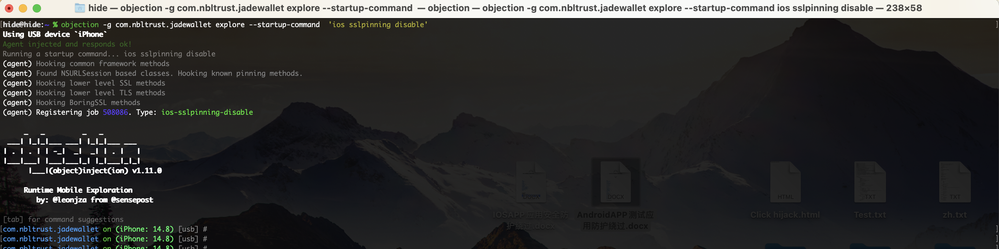 hide — objection -g com.nbltrust.jadewallet explore --startup-command — objection — objection -g com.nbltrust.jadewallet explore --startup-command ios sslpinning disable — 238×58
[hide@hide:~ % objection -g com.nbltrust.jadewallet explore --startup-command  'ios sslpinning disable' ]
Using USB device `iPhone`
Agent injected and responds ok!
Running a startup command... ios sslpinning disable
(agent) Hooking common framework methods
(agent) Found NSURLSession based classes. Hooking known pinning methods.
(agent) Hooking lower level SSL methods
(agent) Hooking lower level TLS methods
(agent) Hooking BoringSSL methods
(agent) Registering job 508086. Type: ios-sslpinning-disable
     _   _         _   _
 ___| |_|_|___ ___| |_|_|___ ___
| . | . | | -_|  _|  _| | . |   |
|___|___| |___|___|_| |_|___|_|_|
      |___|(object)inject(ion) v1.11.0
Runtime Mobile Exploration
by: @leonjza from @sensepost
[tab] for command suggestions
[com.nbltrust.jadewallet on (iPhone: 14.8) [usb] # ]
[com.nbltrust.jadewallet on (iPhone: 14.8) [usb] # ]
[com.nbltrust.jadewallet on (iPhone: 14.8) [usb] #
DOCX
IOSAPP应用安全防
护绕过.docx
DOCX
AndroidAPP测试应
用防护绕过.docx
HTML
Click hijack.html
TXT
Test.txt
TXT
zh.txt